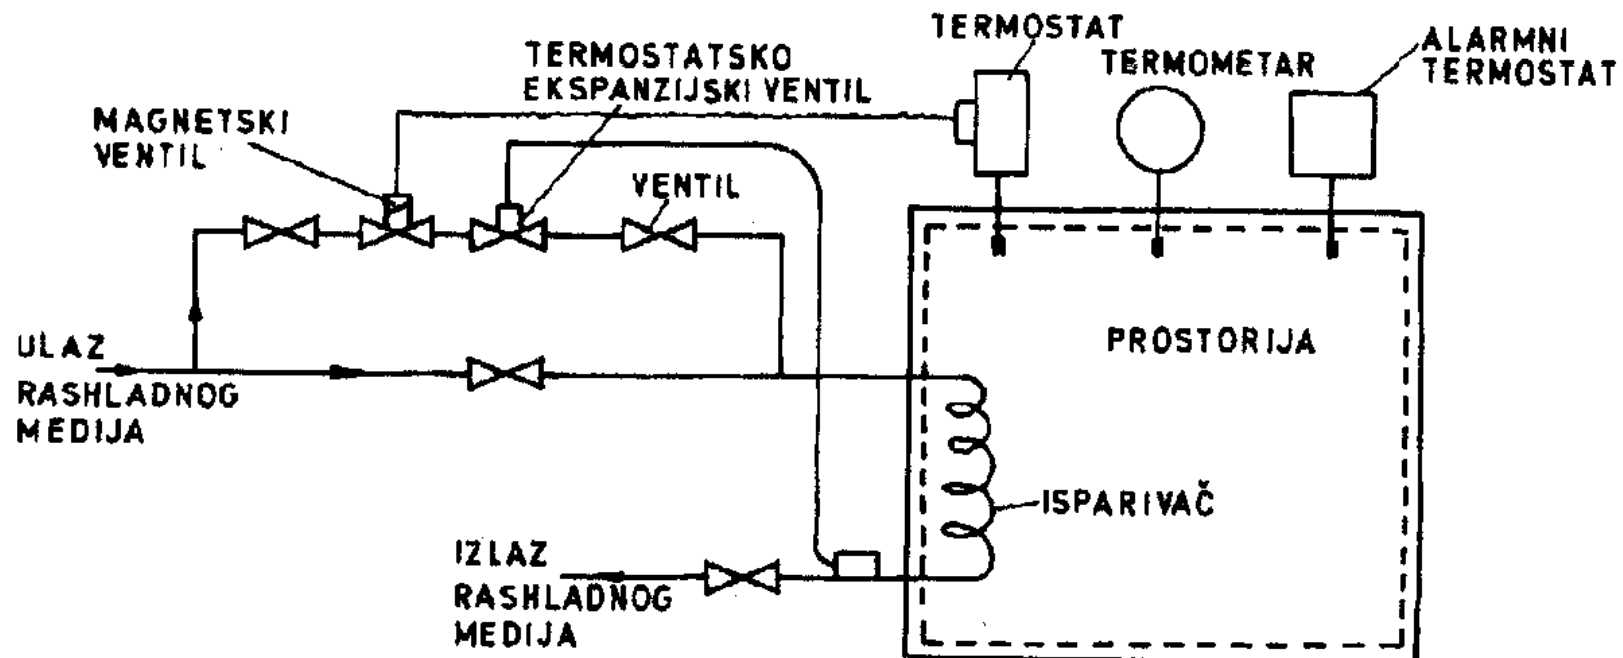 TERMOSTAT
TERMOSTATSKO
EKSPANZIJSKI VENTIL
ALARMNI
TERMOSTAT
TERMOMETAR
MAGNETSKI
VENTIL
VENTIL
PROSTORIJA
ULAZ
RASHLADNOG
MEDIJA
ISPARIVAČ
IZLAZ
RASHLADNOG
MEDIJA